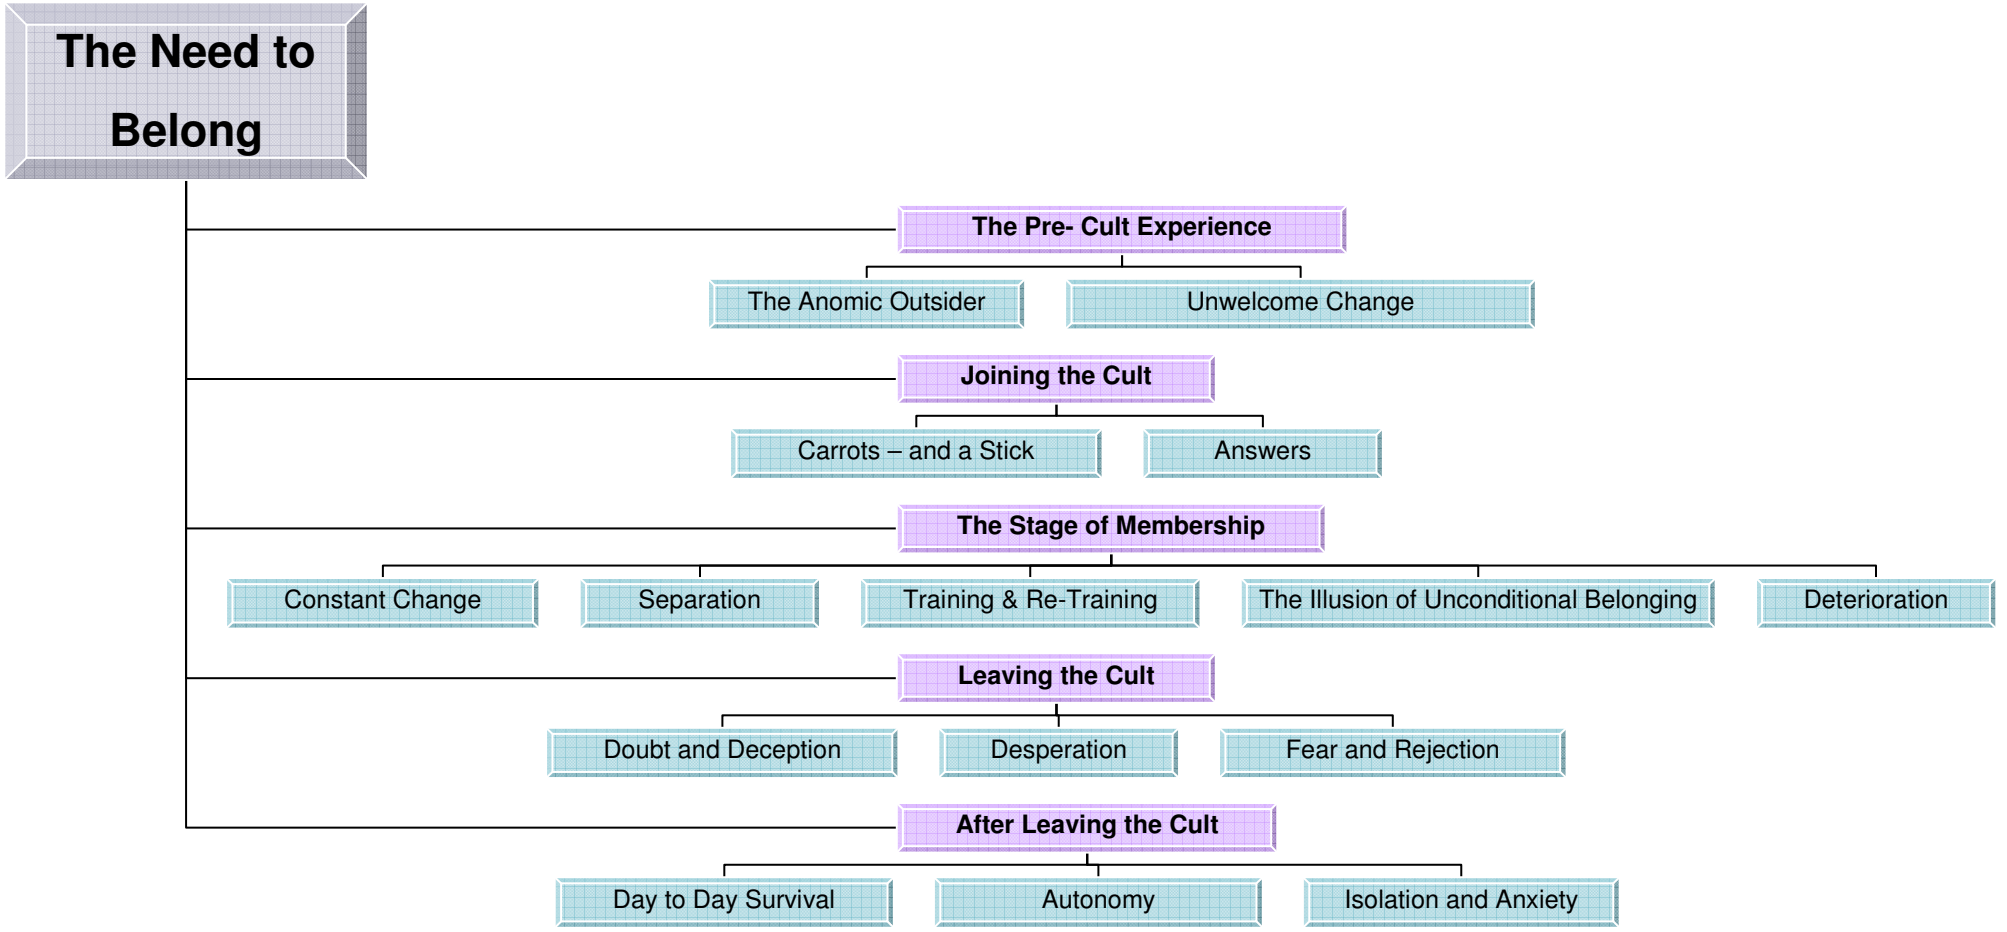 The Need to
Belong
The Pre- Cult Experience
The Anomic Outsider
Unwelcome Change
Joining the Cult
Carrots – and a Stick
Answers
The Stage of Membership
Constant Change
Separation
Training & Re-Training
The Illusion of Unconditional Belonging
Deterioration
Leaving the Cult
Doubt and Deception
Desperation
Fear and Rejection
After Leaving the Cult
Day to Day Survival
Autonomy
Isolation and Anxiety